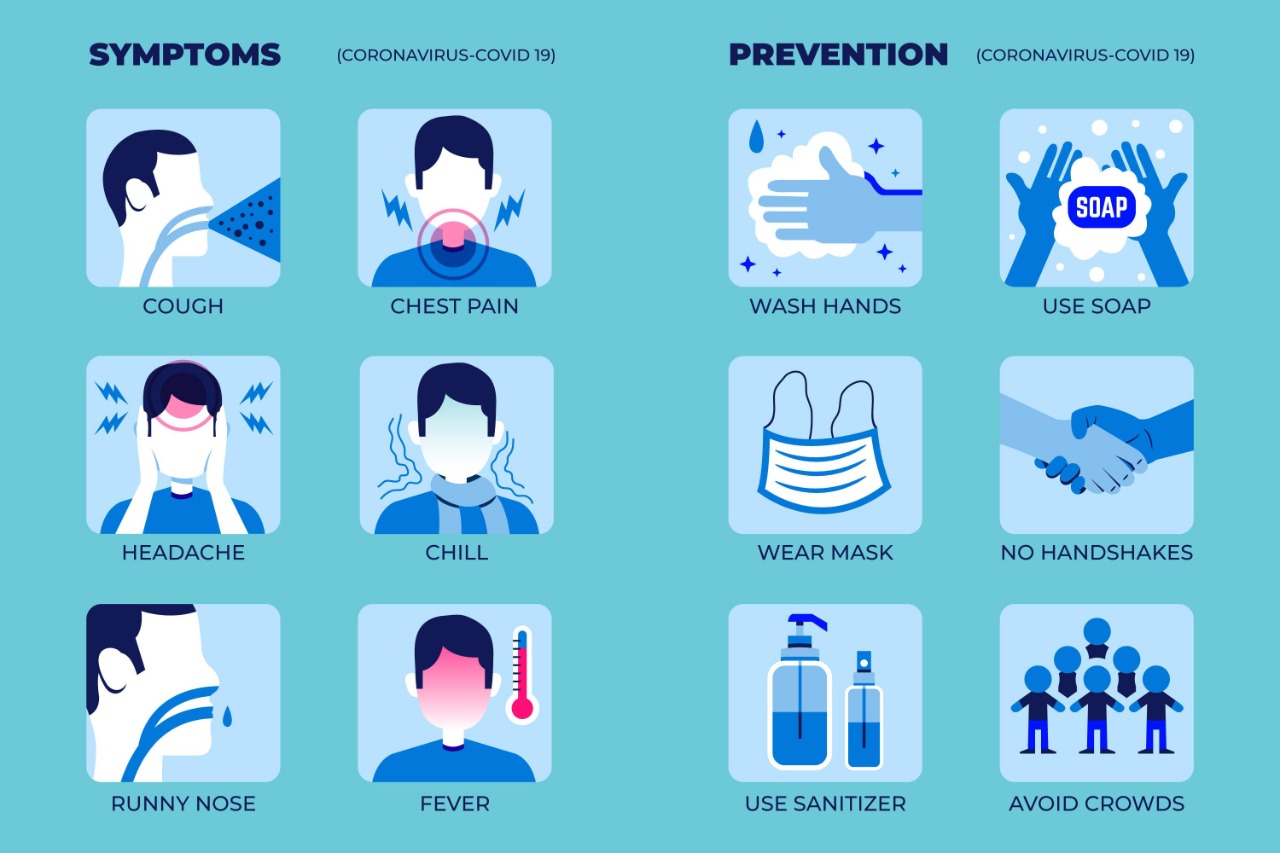 SYMPTOMS (CORONAVIRUS-COVID 19)
COUGH
CHEST PAIN
HEADACHE
CHILL
RUNNY NOSE
FEVER
PREVENTION (CORONAVIRUS-COVID 19)
SOAP
WASH HANDS
USE SOAP
WEAR MASK
NO HANDSHAKES
USE SANITIZER
AVOID CROWDS